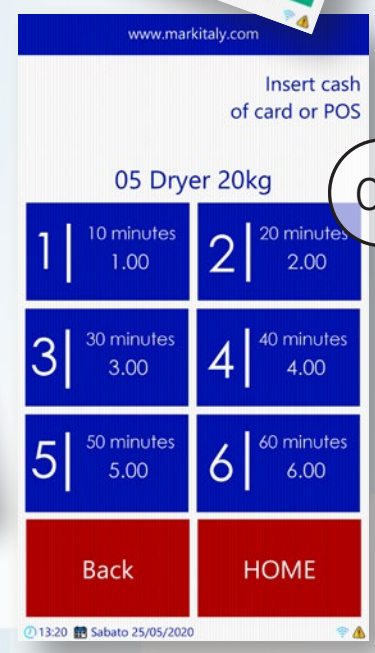 www.markitaly.com
Insert cash
of card or POS
05 Dryer 20kg
1 | 10 minutes
1.00
2 | 20 minutes
2.00
3 | 30 minutes
3.00
4 | 40 minutes
4.00
5 | 50 minutes
5.00
6 | 60 minutes
6.00
Back
HOME
13:20 Sabato 25/05/2020